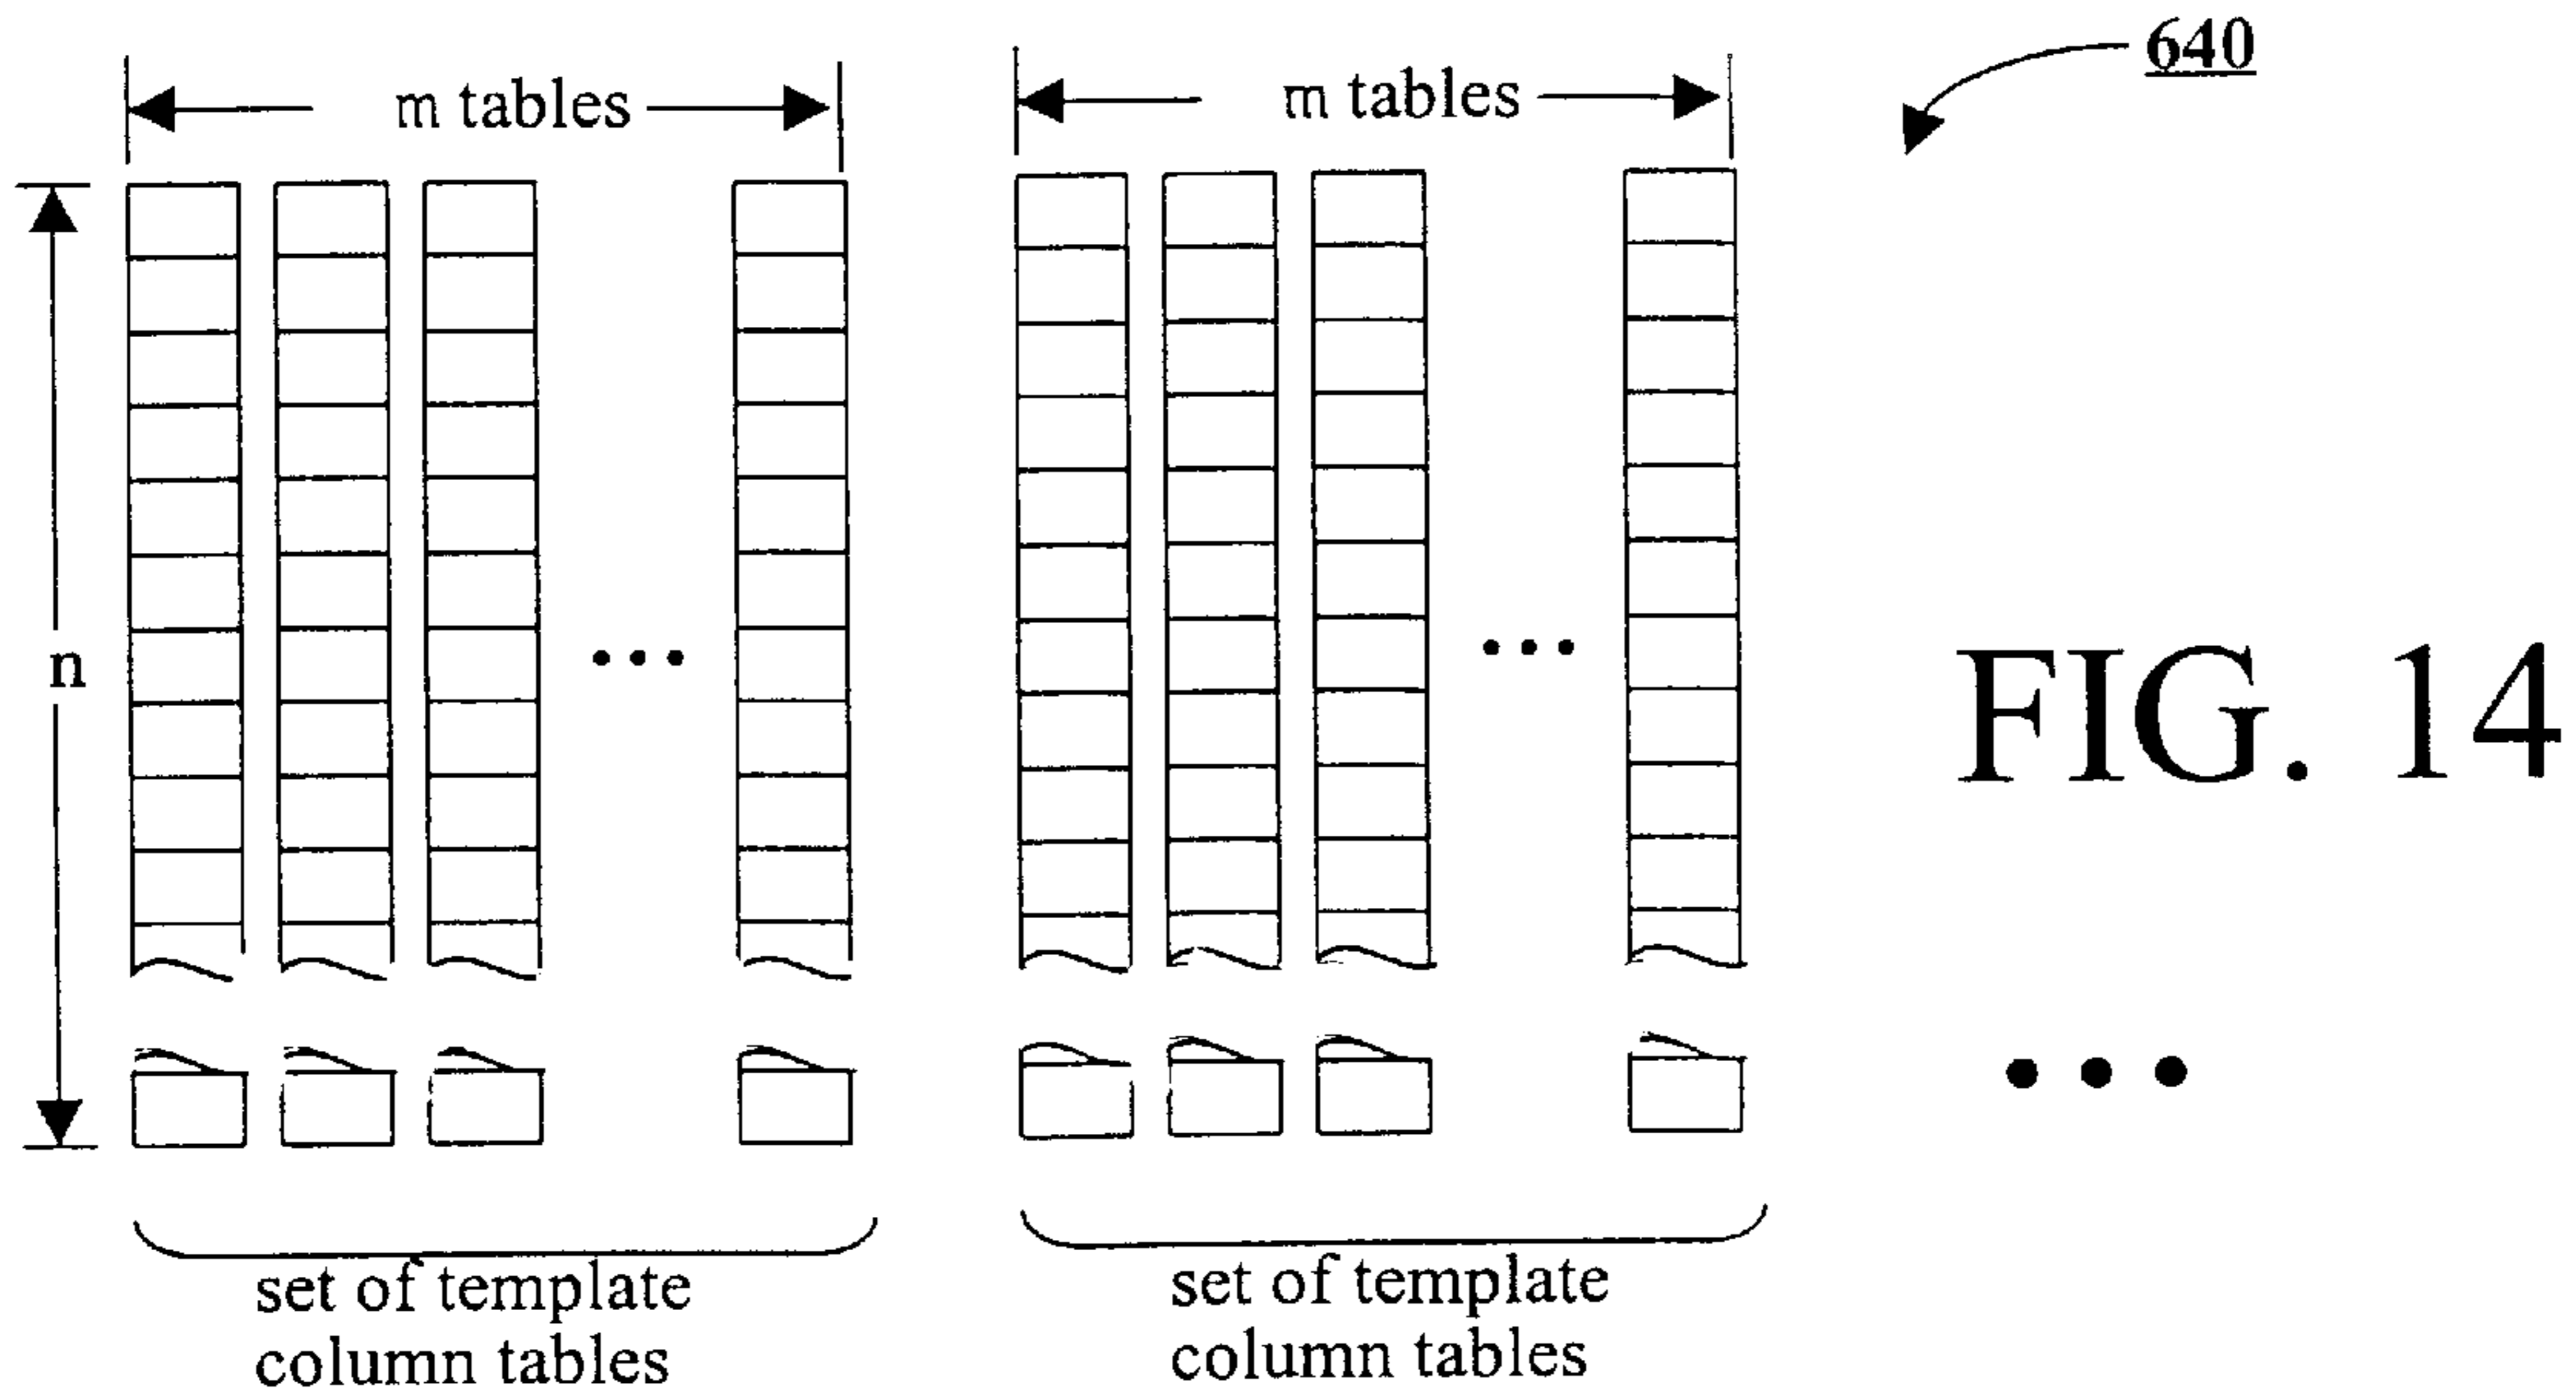 640
m tables
m tables
n
FIG. 14
set of template
column tables
set of template
column tables